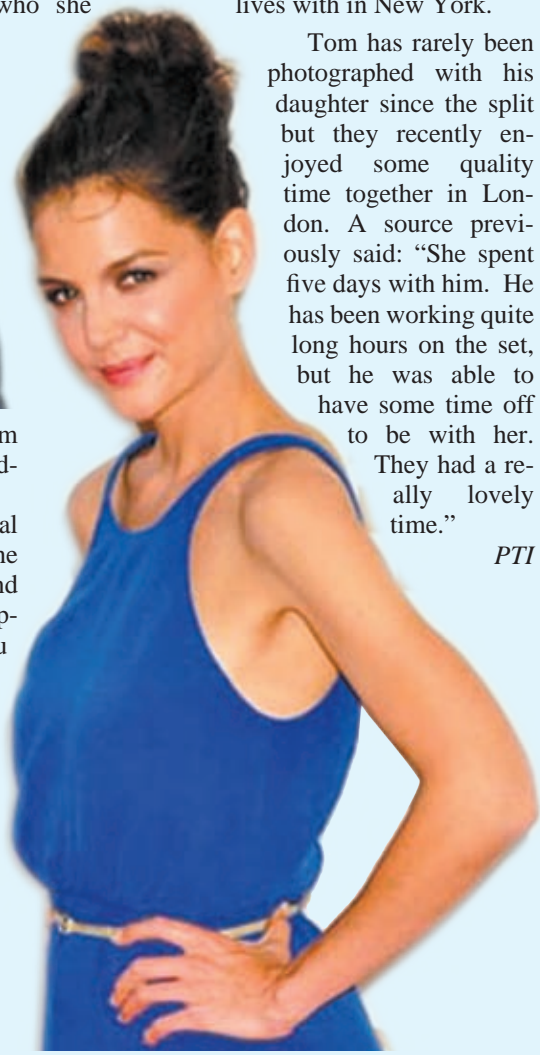 who she
m
d-
al
ne
nd
p-
u
lives with in New York.
Tom has rarely been
photographed with his
daughter since the split
but they recently en-
joyed some quality
time together in Lon-
don. A source previ-
ously said: “She spent
five days with him. He
has been working quite
long hours on the set,
but he was able to
have some time off
to be with her.
They had a re-
ally lovely
time.”
PTI